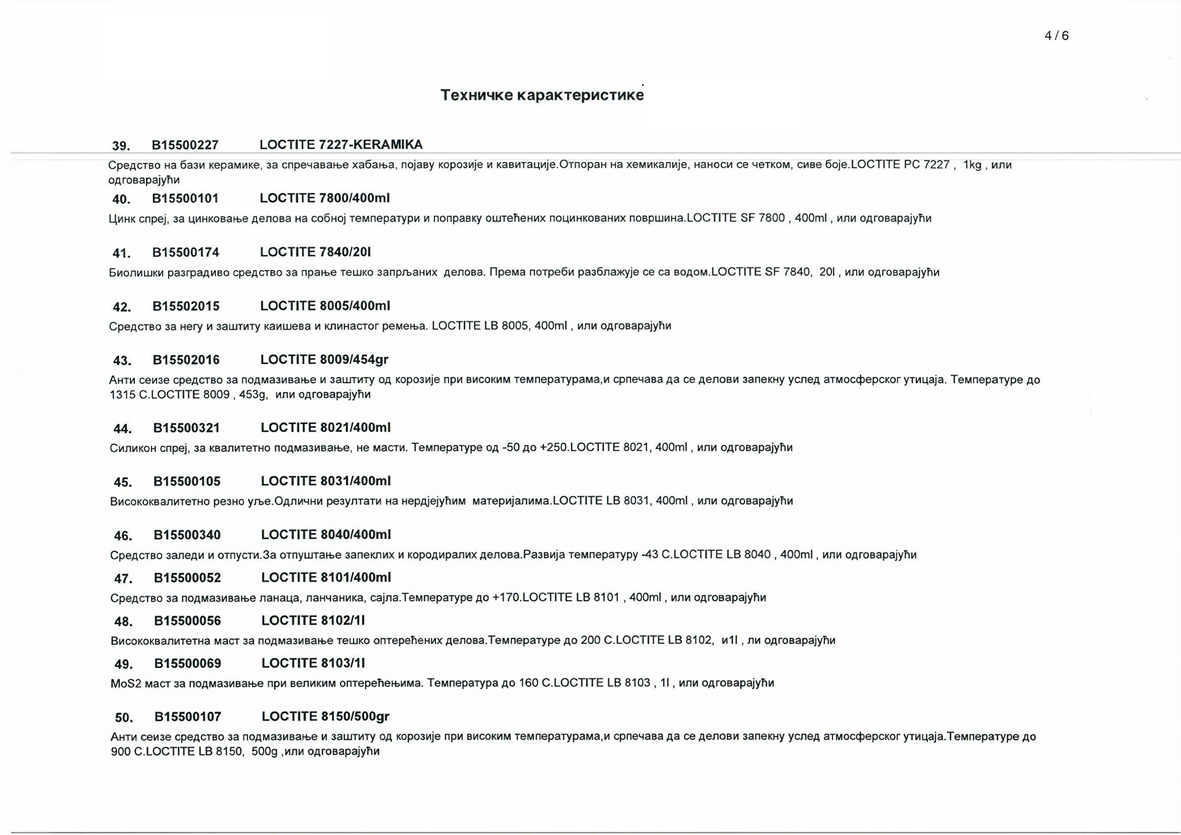 4 / 6
Техничке карактеристике
39. B15500227 LOCTITE 7227-KERAMIKA
Средство на бази керамике, за спречавање хабања, појаву корозије и кавитације.Отпоран на хемикалије, наноси се четком, сиве боје.LOCTITE PC 7227 , 1kg , или
одговарајући
40. B15500101 LOCTITE 7800/400ml
Цинк спреј, за цинковање делова на собној температури и поправку оштећених поцинкованих површина.LOCTITE SF 7800 , 400ml , или одговарајући
41. B15500174 LOCTITE 7840/20l
Биолишки разградиво средство за прање тешко запрљаних делова. Према потреби разблажује се са водом.LOCTITE SF 7840, 20l , или одговарајући
42. B15502015 LOCTITE 8005/400ml
Средство за негу и заштиту каишева и клинастог ремења. LOCTITE LB 8005, 400ml , или одговарајући
43. B15502016 LOCTITE 8009/454gr
Анти сеизе средство за подмазивање и заштиту од корозије при високим температурама,и српечава да се делови запекну услед атмосферског утицаја. Температуре до
1315 C.LOCTITE 8009 , 453g, или одговарајући
44. B15500321 LOCTITE 8021/400ml
Силикон спреј, за квалитетно подмазивање, не масти. Температуре од -50 до +250.LOCTITE 8021, 400ml , или одговарајући
45. B15500105 LOCTITE 8031/400ml
Висококвалитетно резно уље.Одлични резултати на нердјејућим материјалима.LOCTITE LB 8031, 400ml , или одговарајући
46. B15500340 LOCTITE 8040/400ml
Средство заледи и отпусти.За отпуштање запеклих и кородиралих делова.Развија температуру -43 C.LOCTITE LB 8040 , 400ml , или одговарајући
47. B15500052 LOCTITE 8101/400ml
Средство за подмазивање ланаца, ланчаника, сајла.Температуре до +170.LOCTITE LB 8101 , 400ml , или одговарајући
48. B15500056 LOCTITE 8102/1l
Висококвалитетна маст за подмазивање тешко оптерећених делова.Температуре до 200 C.LOCTITE LB 8102, и1l , ли одговарајући
49. B15500069 LOCTITE 8103/1l
MoS2 маст за подмазивање при великим оптерећењима. Температура до 160 C.LOCTITE LB 8103 , 1l , или одговарајући
50. B15500107 LOCTITE 8150/500gr
Анти сеизе средство за подмазивање и заштиту од корозије при високим температурама,и српечава да се делови запекну услед атмосферског утицаја.Температуре до
900 C.LOCTITE LB 8150, 500g ,или одговарајући